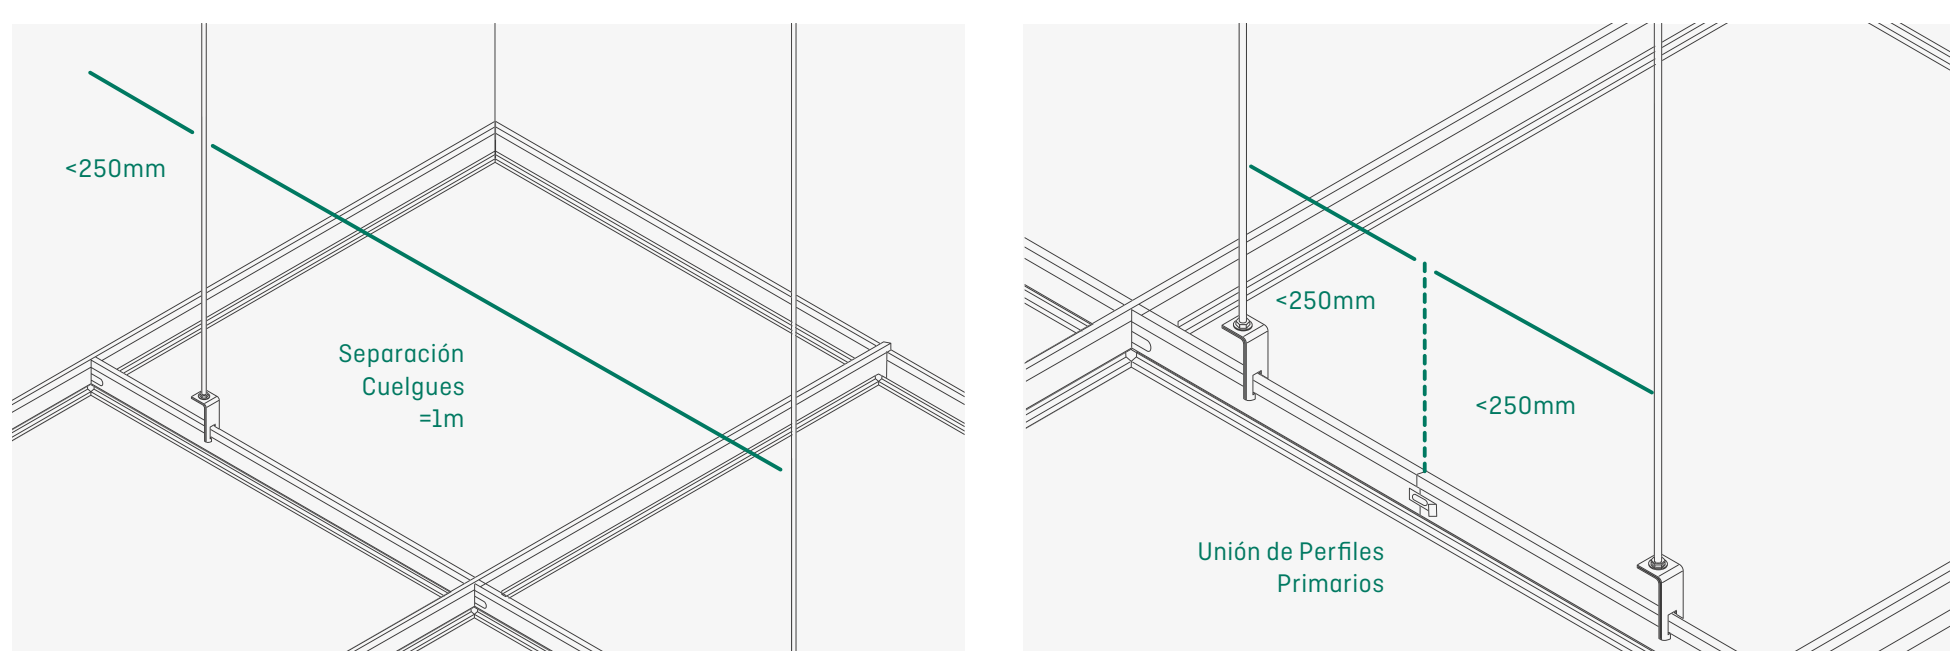 <250mm
Separación
Cuelgues
=1m
<250mm
<250mm
Unión de Perfiles
Primarios